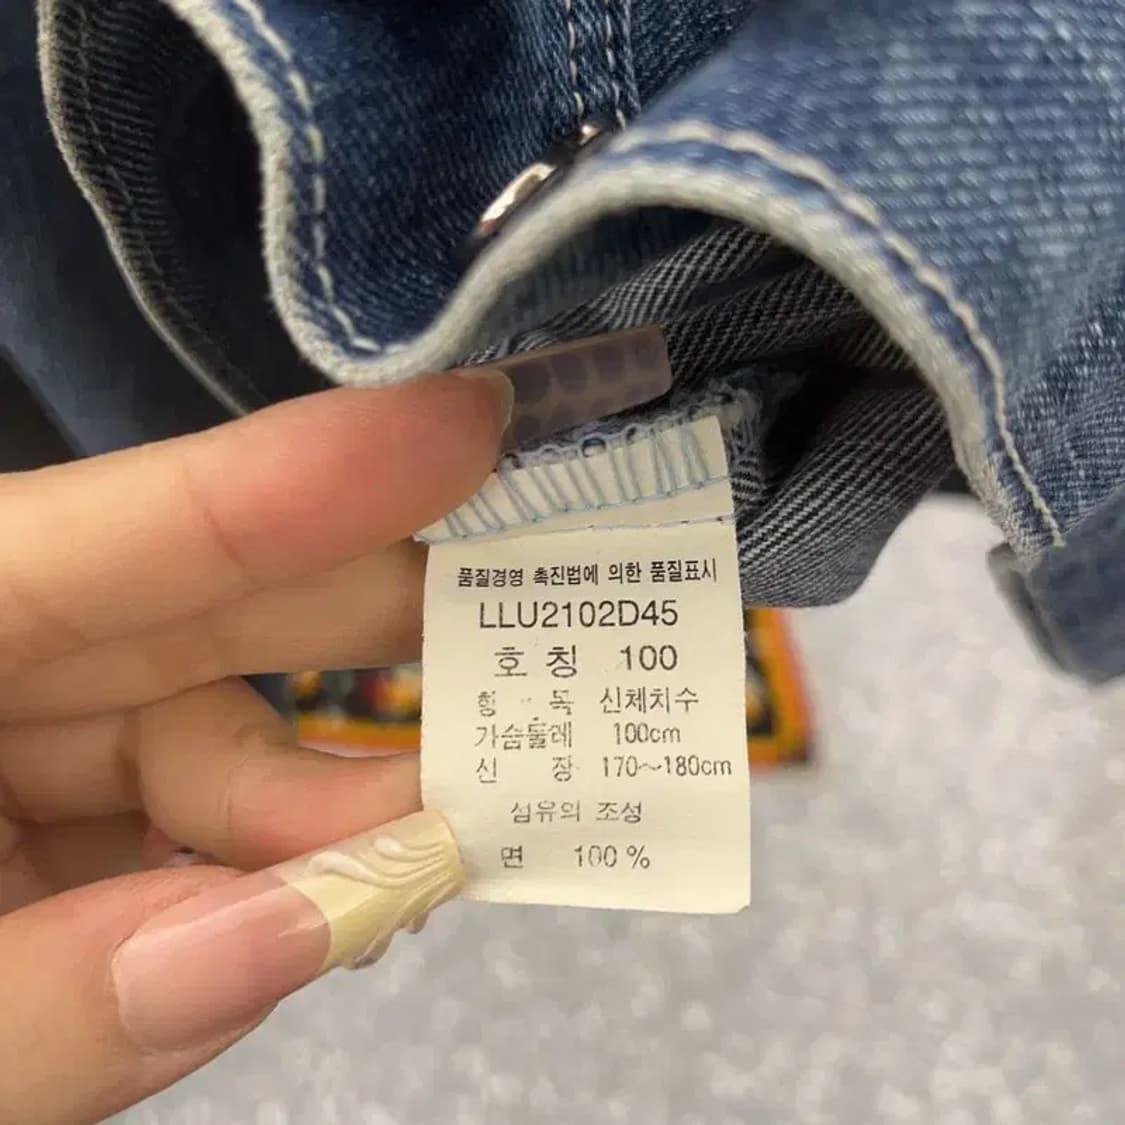 품질경영 촉진법에 의한 품질표시
LLU2102D45
호 칭 100
항 목 신체치수
가슴둘레 100cm
신 장 170~180cm
섬유의 조성
면 100 %